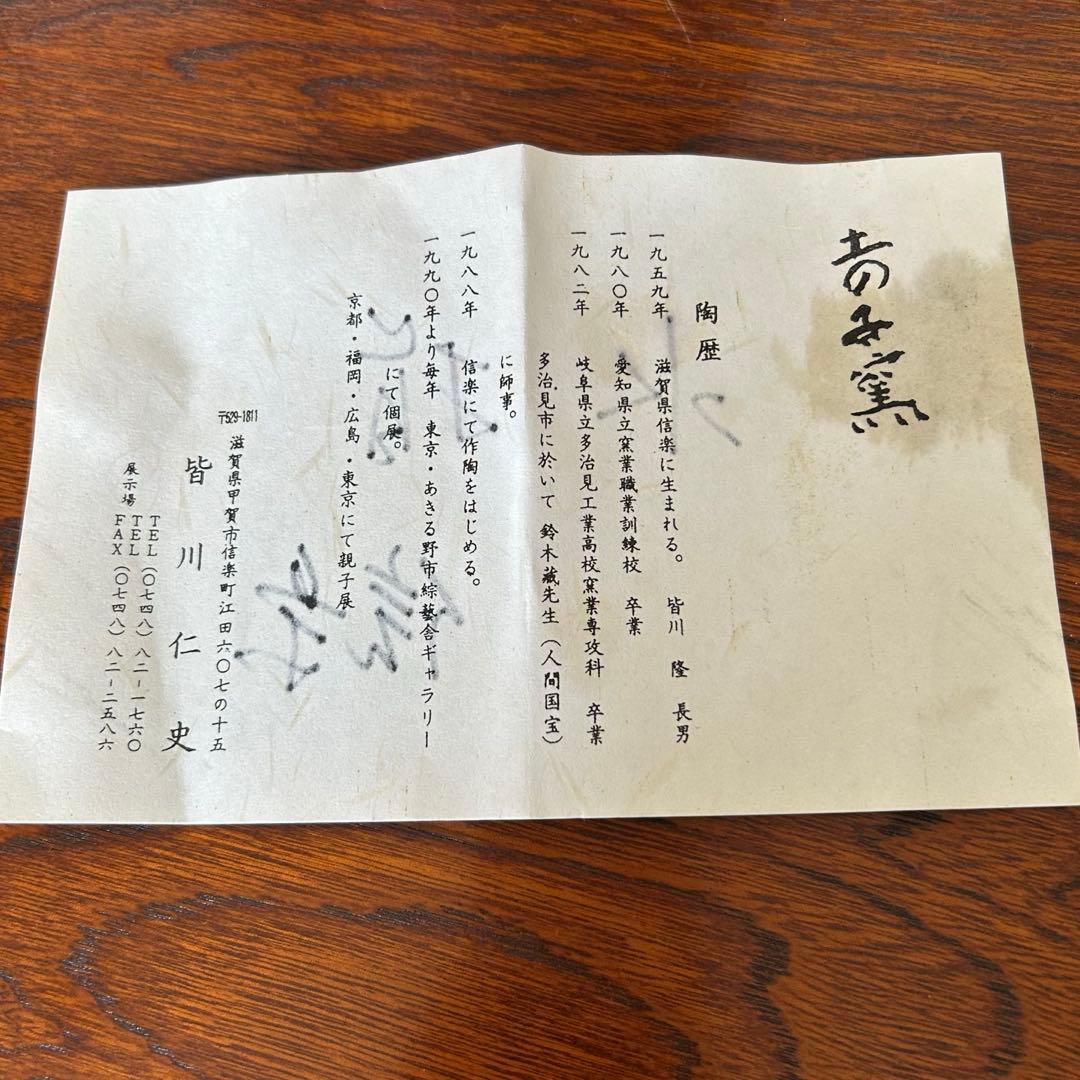 窯
陶歴
一九五九年　滋賀県信楽に生まれる。　皆川　隆　長男
一九八〇年　愛知県立窯業職業訓練校　卒業
一九八二年　岐阜県立多治見工業高校窯業専攻科　卒業
多治見市に於いて　鈴木藏先生（人間国宝）
に師事。
一九八八年　信楽にて作陶をはじめる。
一九九〇年より毎年　東京・あきる野市綜藝舎ギャラリー
にて個展。
京都・福岡・広島・東京にて親子展
〒529-1811
滋賀県甲賀市信楽町江田六〇七の十五
皆川仁史
TEL（〇七四八）八二－一七六〇
展示場　TEL
FAX（〇七四八）八二－二五八六